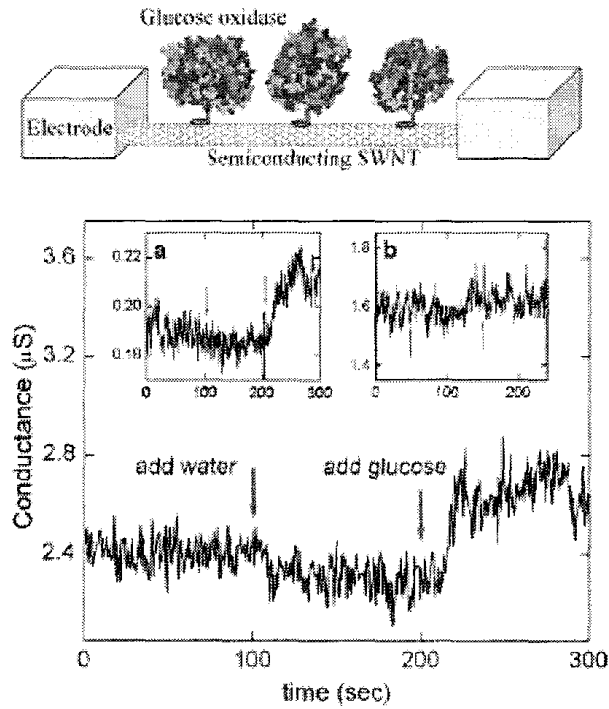 Glucose oxidase
Electrode
Semiconducting SWNT
3.6
3.2
2.8
2.4
Conductance (μS)
0 100 200 300
time (sec)
add water
add glucose
a
0.22
0.20
0.18
0 100 200 300
b
1.8
1.6
1.4
0 100 200